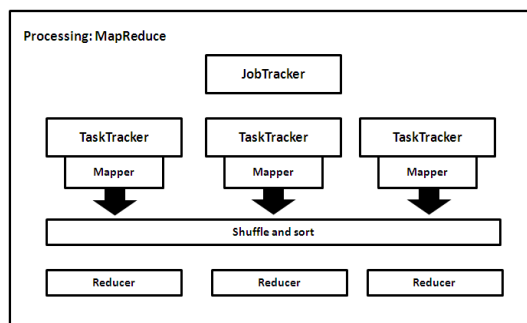 Processing: MapReduce
JobTracker
TaskTracker TaskTracker TaskTracker
Mapper Mapper Mapper
Shuffle and sort
Reducer Reducer Reducer